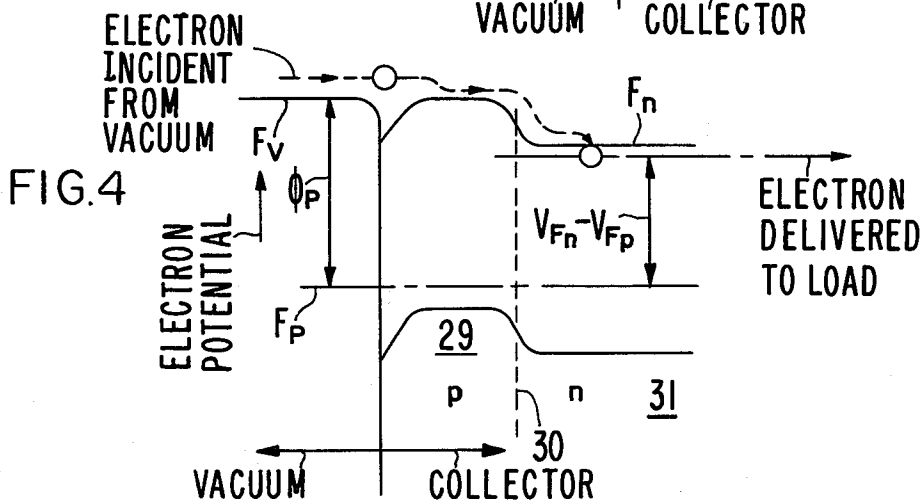 VACUUM COLLECTOR
ELECTRON
INCIDENT
FROM
VACUUM
Fn
FV
FIG.4
ϕP
ELECTRON
POTENTIAL
VFn-VFp
ELECTRON
DELIVERED
TO LOAD
FP
29
p n 31
30
VACUUM COLLECTOR